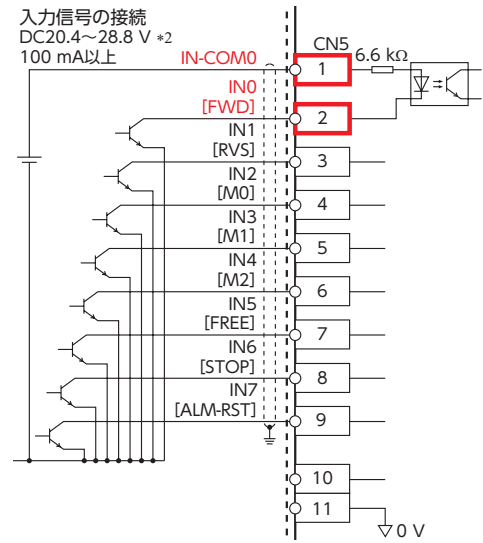 入力信号の接続
DC20.4～28.8 V *2
100 mA以上
CN5
IN-COM0
1
6.6 kΩ
IN0
[FWD]
2
IN1
[RVS]
3
IN2
[M0]
4
IN3
[M1]
5
IN4
[M2]
6
IN5
[FREE]
7
IN6
[STOP]
8
IN7
[ALM-RST]
9
10
11
0 V